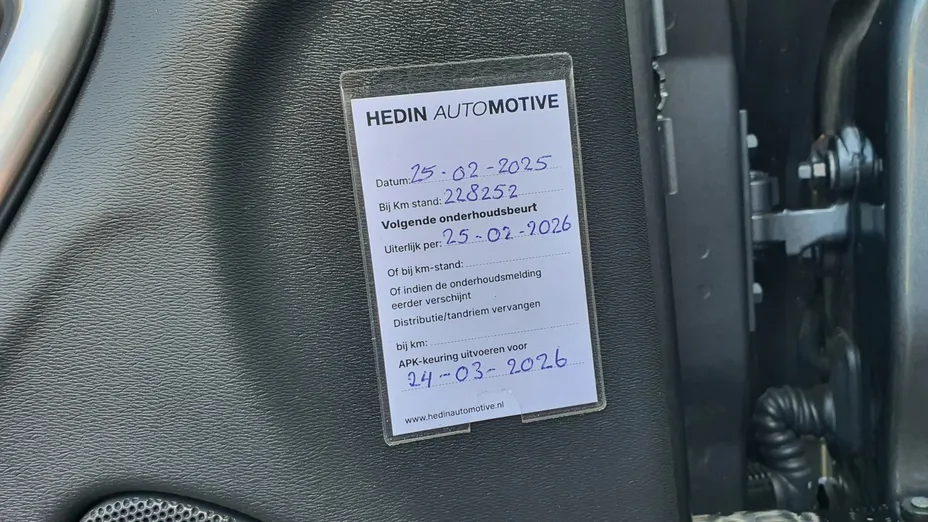 HEDIN AUTOMOTIVE
Datum: 25-02-2025
Bij Km stand: 228252
Volgende onderhoudsbeurt
Uiterlijk per: 25-02-2026
Of bij km-stand:
Of indien de onderhoudsmelding
eerder verschijnt
Distributie/tandriem vervangen
bij km:
APK-keuring uitvoeren voor
24-03-2026
www.hedinautomotive.nl